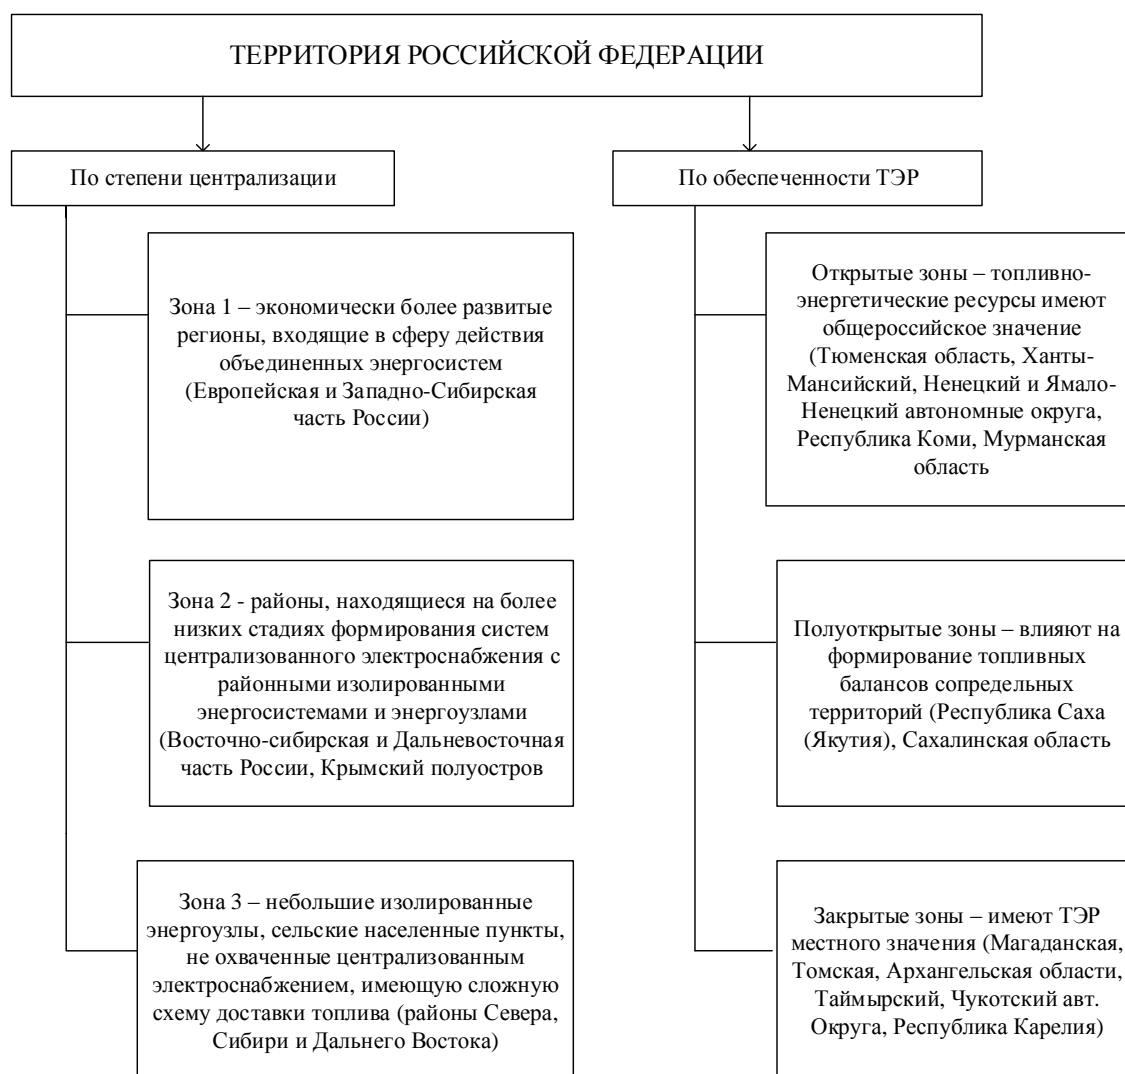 ТЕРРИТОРИЯ РОССИЙСКОЙ ФЕДЕРАЦИИ
По степени централизации
Зона 1 – экономически более развитые
регионы, входящие в сферу действия
объединенных энергосистем
(Европейская и Западно-Сибирская
часть России)
Зона 2 - районы, находящиеся на более
низких стадиях формирования систем
централизованного электроснабжения с
районными изолированными
энергосистемами и энергоузлами
(Восточно-сибирская и Дальневосточная
часть России, Крымский полуостров
Зона 3 – небольшие изолированные
энергоузлы, сельские населенные пункты,
не охваченные централизованным
электроснабжением, имеющую сложную
схему доставки топлива (районы Севера,
Сибири и Дальнего Востока)
По обеспеченности ТЭР
Открытые зоны – топливно-
энергетические ресурсы имеют
общероссийское значение
(Тюменская область, Ханты-
Мансийский, Ненецкий и Ямало-
Ненецкий автономные округа,
Республика Коми, Мурманская
область
Полуоткрытые зоны – влияют на
формирование топливных
балансов сопредельных
территорий (Республика Саха
(Якутия), Сахалинская область
Закрытые зоны – имеют ТЭР
местного значения (Магаданская,
Томская, Архангельская области,
Таймырский, Чукотский авт.
Округа, Республика Карелия)